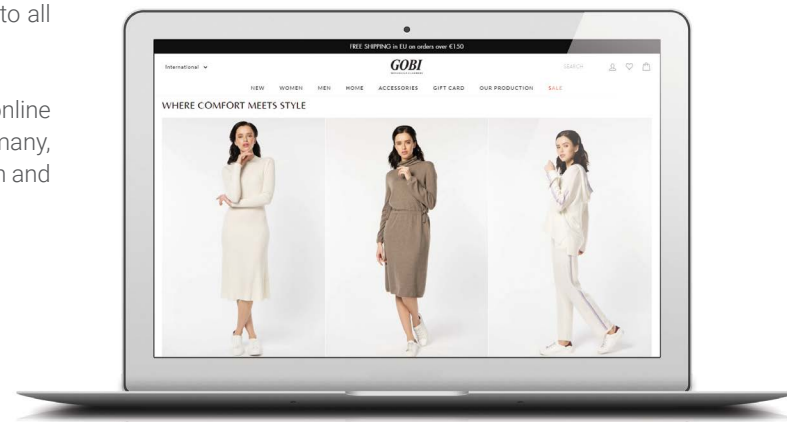 to all
online
many,
n and
FREE SHIPPING in EU on orders over €150
International
GOBI
SEARCH
NEW WOMEN MEN HOME ACCESSORIES GIFT CARD OUR PRODUCTION SALE
WHERE COMFORT MEETS STYLE